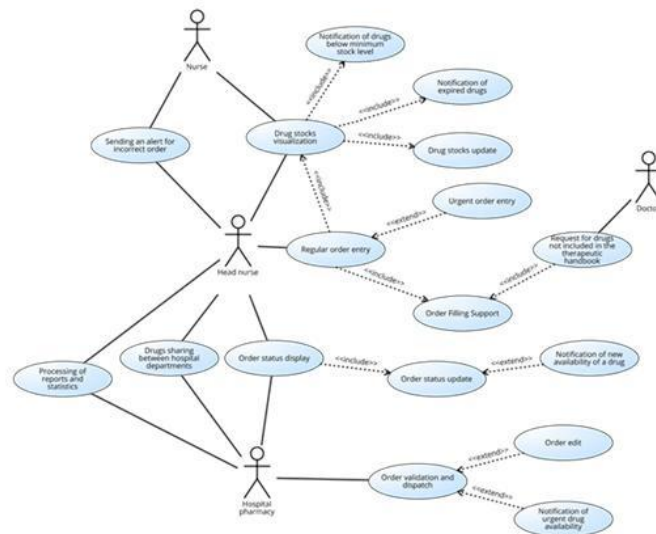 Notification of drugs
below minimum
stock level
Nurse
<<include>>
Notification of
expired drugs
<<include>>
Sending an alert for
incorrect order
Drug stocks
visualization
<<include>>
Drug stocks update
<<include>>
Urgent order entry
Docto
<<extend>>
Head nurse
Regular order entry
Request for drugs
not included in the
therapeutic
handbook
<<include>>
<<include>>
Order Filling Support
Processing of
reports and
statistics
Drugs sharing
between hospital
departments
Order status display
<<include>>
Order status update
<<extend>>
Notification of new
availability of a drug
Order edit
<<extend>>
Hospital
pharmacy
Order validation and
dispatch
<<extend>>
Notification of
urgent drug
availability